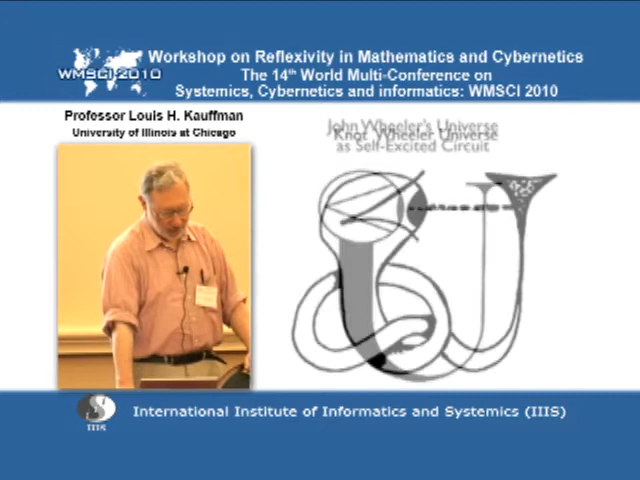 WMSCI 2010
Workshop on Reflexivity in Mathematics and Cybernetics
The 14th World Multi-Conference on
Systemics, Cybernetics and informatics: WMSCI 2010
Professor Louis H. Kauffman
University of Illinois at Chicago
John Wheeler's Universe
Knot Wheeler Universe
as Self-Excited Circuit
IIIS
International Institute of Informatics and Systemics (IIIS)